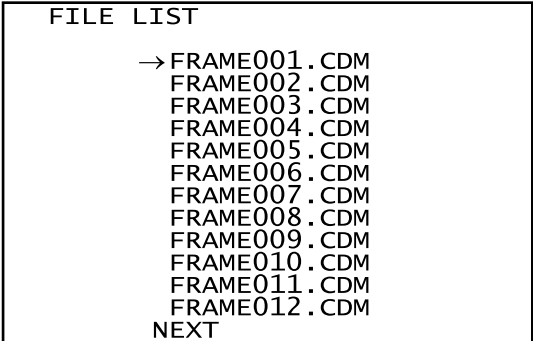 FILE LIST
→FRAME001.CDM
FRAME002.CDM
FRAME003.CDM
FRAME004.CDM
FRAME005.CDM
FRAME006.CDM
FRAME007.CDM
FRAME008.CDM
FRAME009.CDM
FRAME010.CDM
FRAME011.CDM
FRAME012.CDM
NEXT